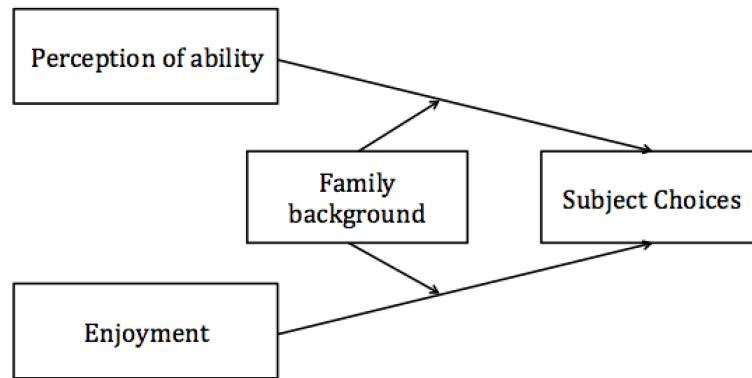 Perception of ability
Family
background
Subject Choices
Enjoyment